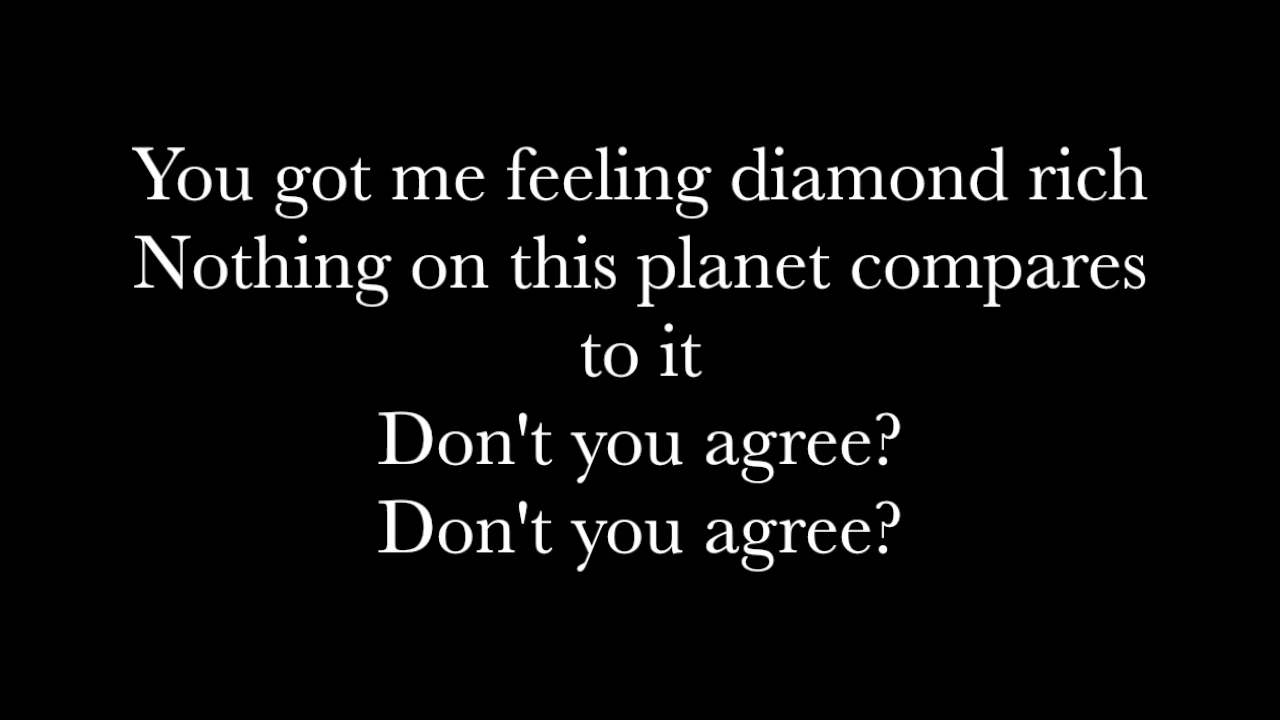 You got me feeling diamond rich
Nothing on this planet compares
to it
Don't you agree?
Don't you agree?